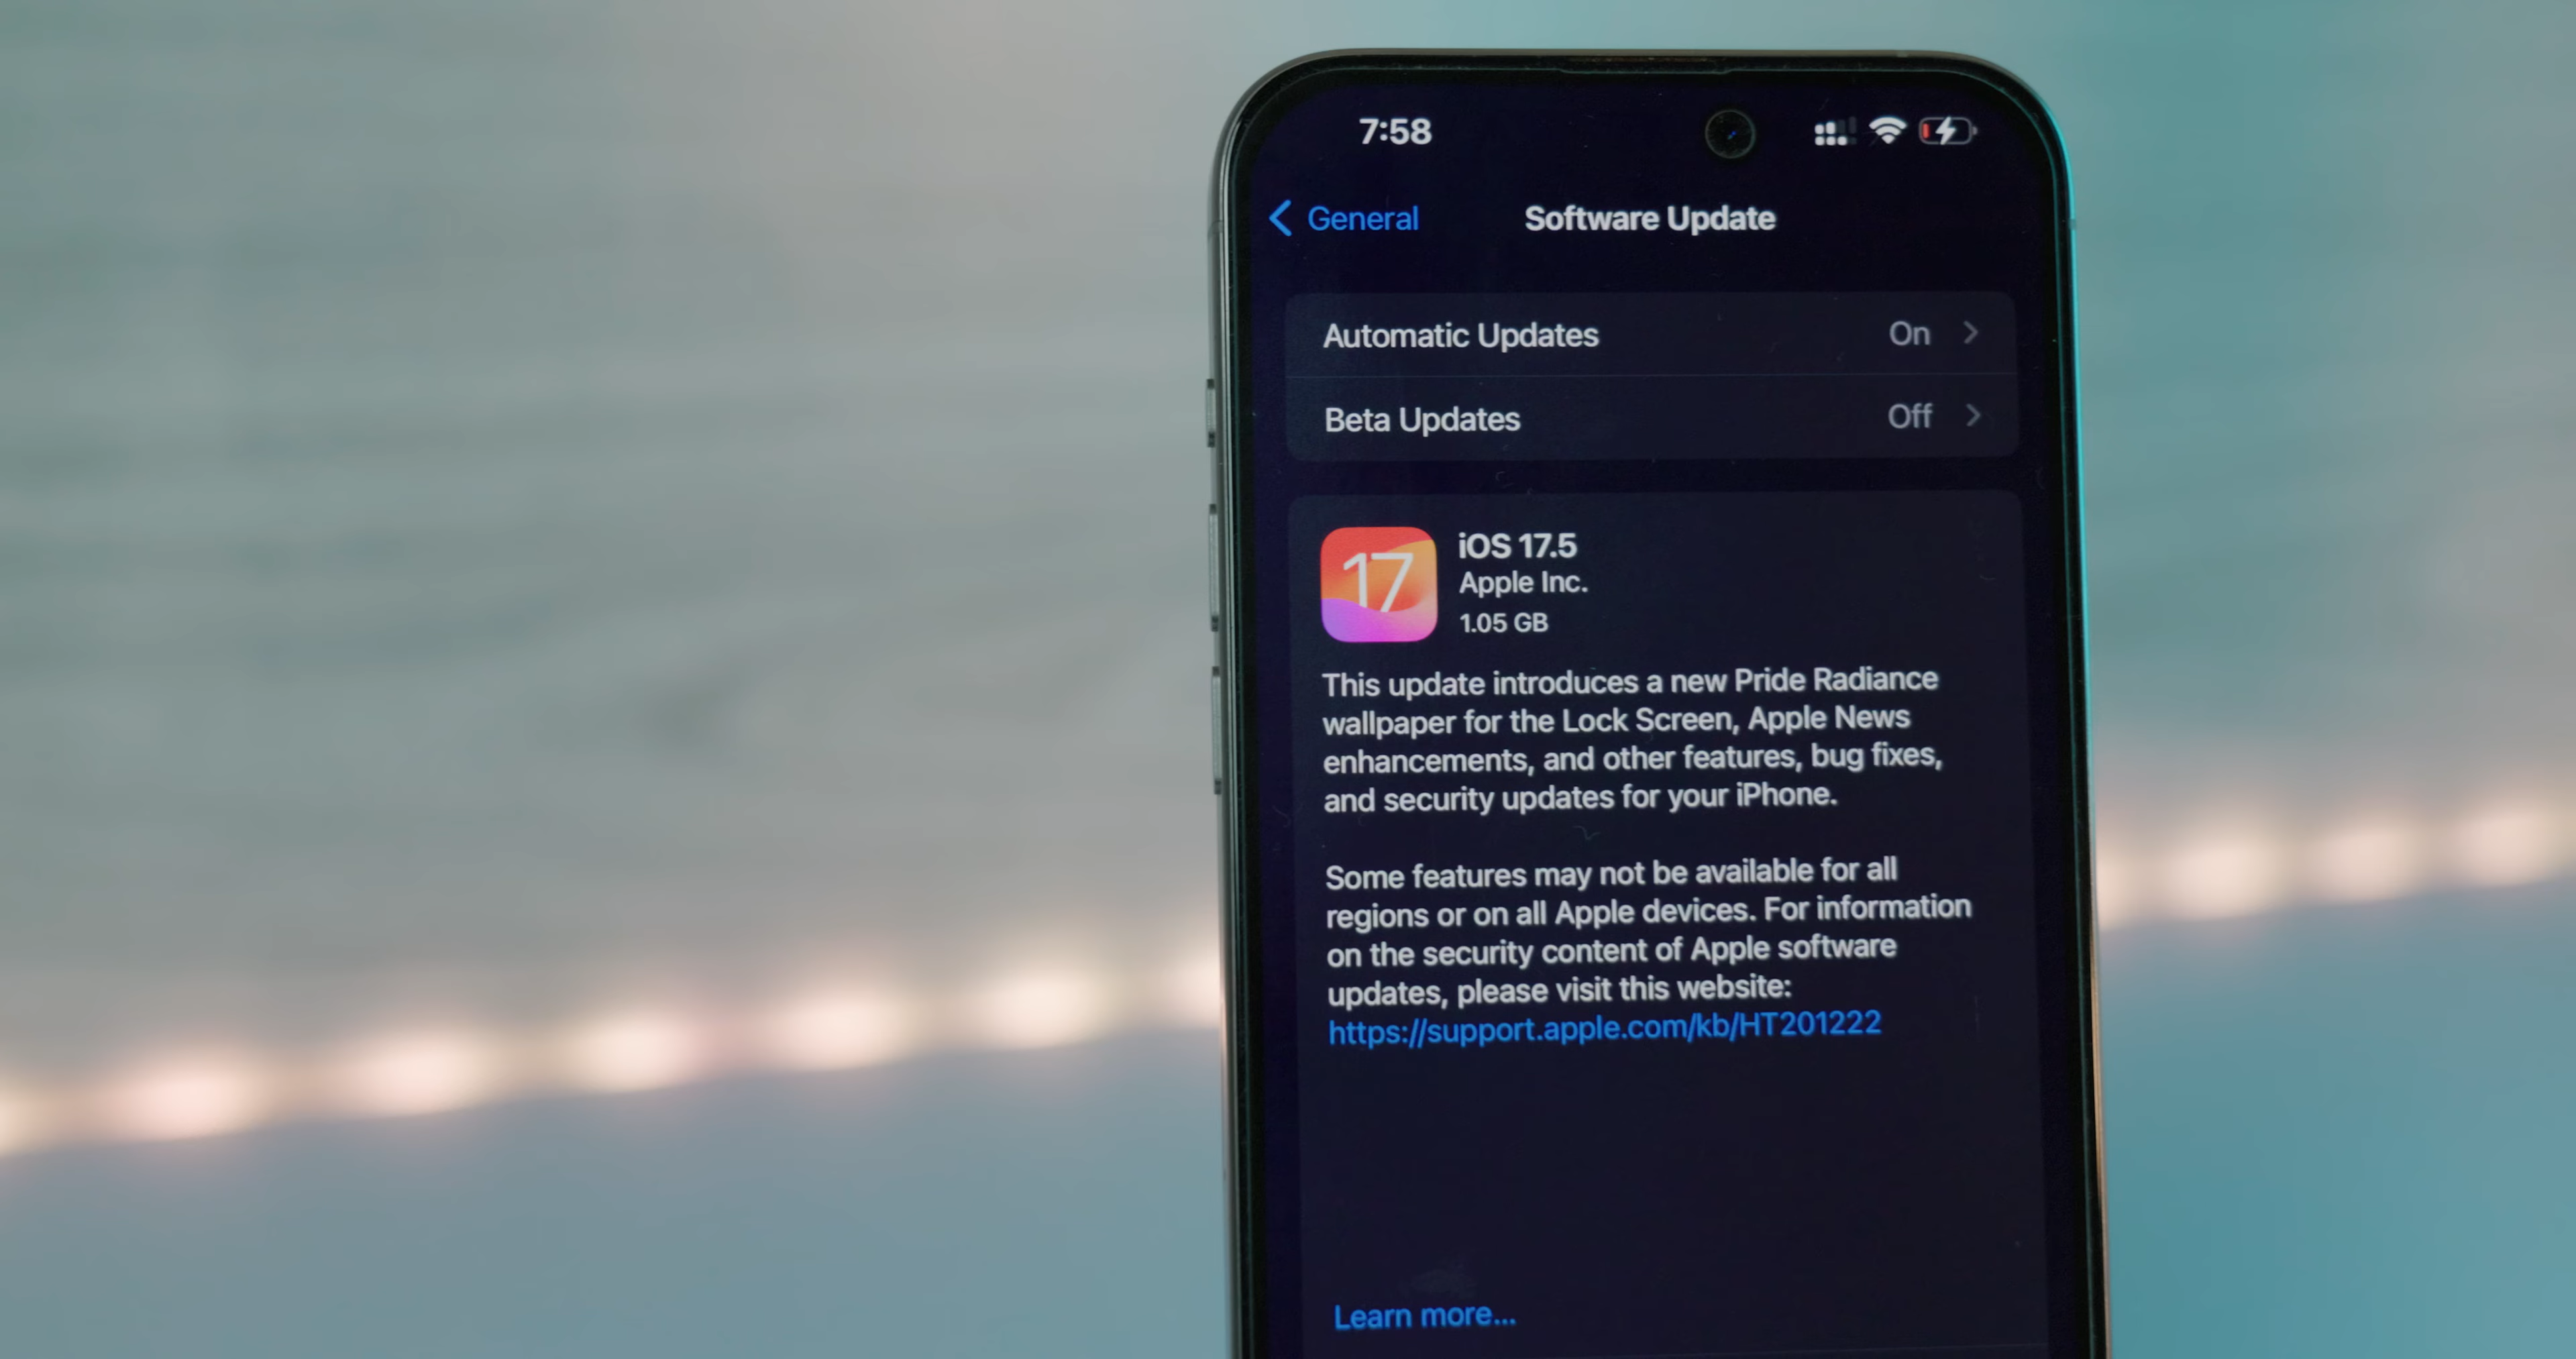 7:58
General
Software Update
Automatic Updates On
Beta Updates Off
17
iOS 17.5
Apple Inc.
1.05 GB
This update introduces a new Pride Radiance
wallpaper for the Lock Screen, Apple News
enhancements, and other features, bug fixes,
and security updates for your iPhone.
Some features may not be available for all
regions or on all Apple devices. For information
on the security content of Apple software
updates, please visit this website:
https://support.apple.com/kb/HT201222
Learn more...